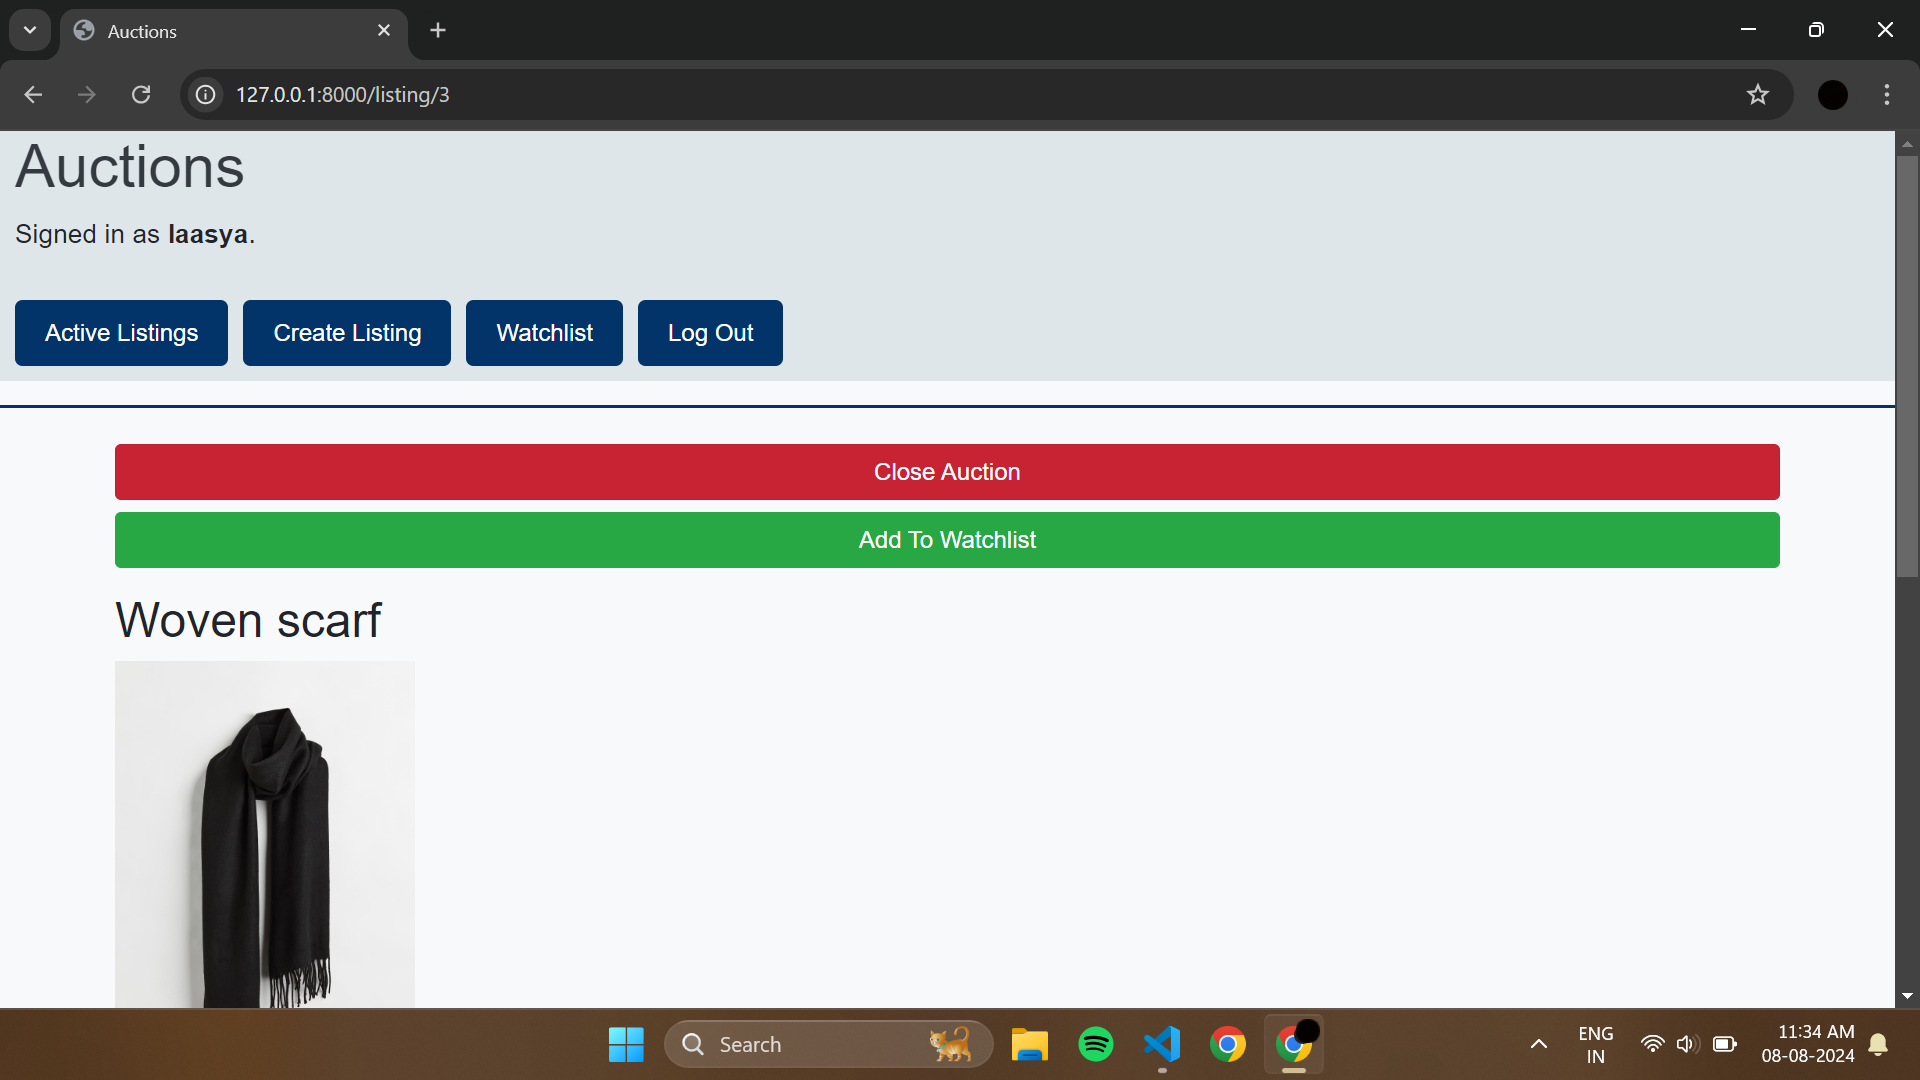 Auctions
127.0.0.1:8000/listing/3
Auctions
Signed in as laasya.
Active Listings Create Listing Watchlist Log Out
Close Auction
Add To Watchlist
Woven scarf
Search
ENG
IN
11:34 AM
08-08-2024